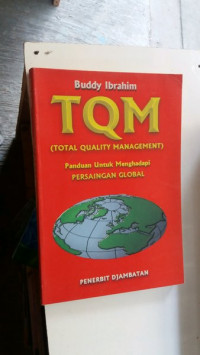 Buddy Ibrahim
TQM
(TOTAL QUALITY MANAGEMENT)
Panduan Untuk Menghadapi
PERSAINGAN GLOBAL
PENERBIT DJAMBATAN